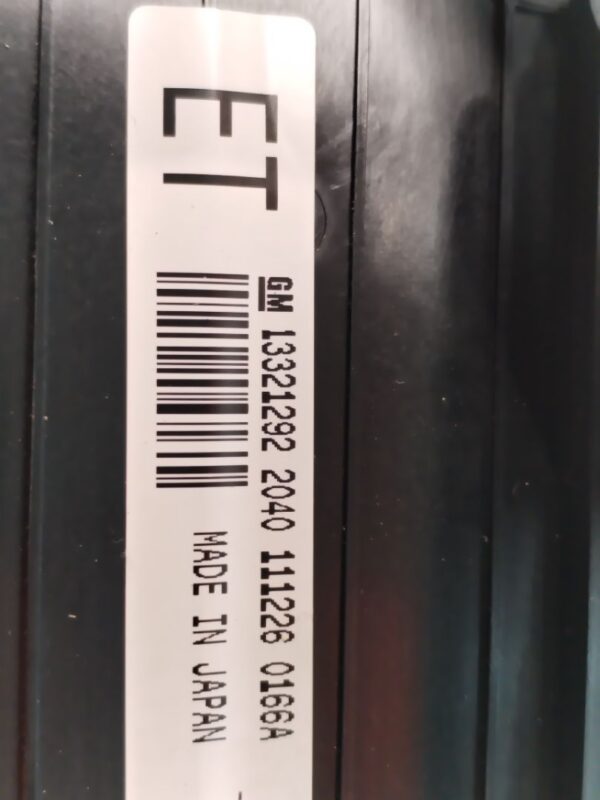 ET
GM 13321292 2040 111226 0166A
MADE IN JAPAN